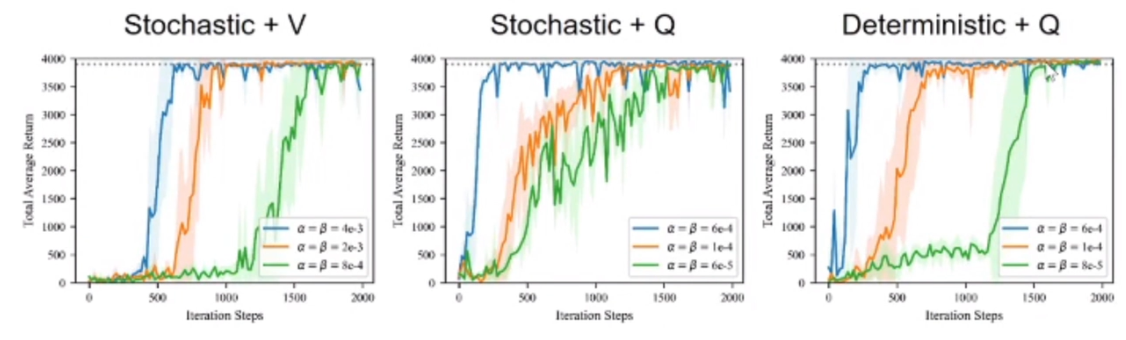 Stochastic + V
Total Average Return
4000
3500
3000
2500
2000
1500
1000
500
0
0 500 1000 1500 2000
Iteration Steps
α = β = 4e-3
α = β = 2e-3
α = β = 8e-4
Stochastic + Q
Total Average Return
4000
3500
3000
2500
2000
1500
1000
500
0
0 500 1000 1500 2000
Iteration Steps
α = β = 6e-4
α = β = 1e-4
α = β = 6e-5
Deterministic + Q
Total Average Return
4000
3500
3000
2500
2000
1500
1000
500
0
0 500 1000 1500 2000
Iteration Steps
α = β = 6e-4
α = β = 1e-4
α = β = 8e-5